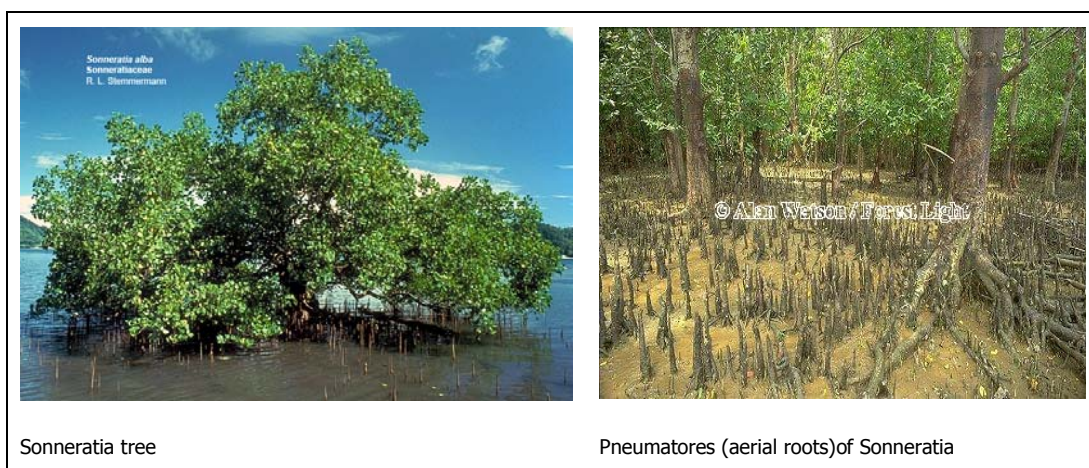 Sonneratia alba
Sonneratiaceae
R. L. Stemmermann
© Alan Watson / Forest Light
Sonneratia tree
Pneumatores (aerial roots)of Sonneratia